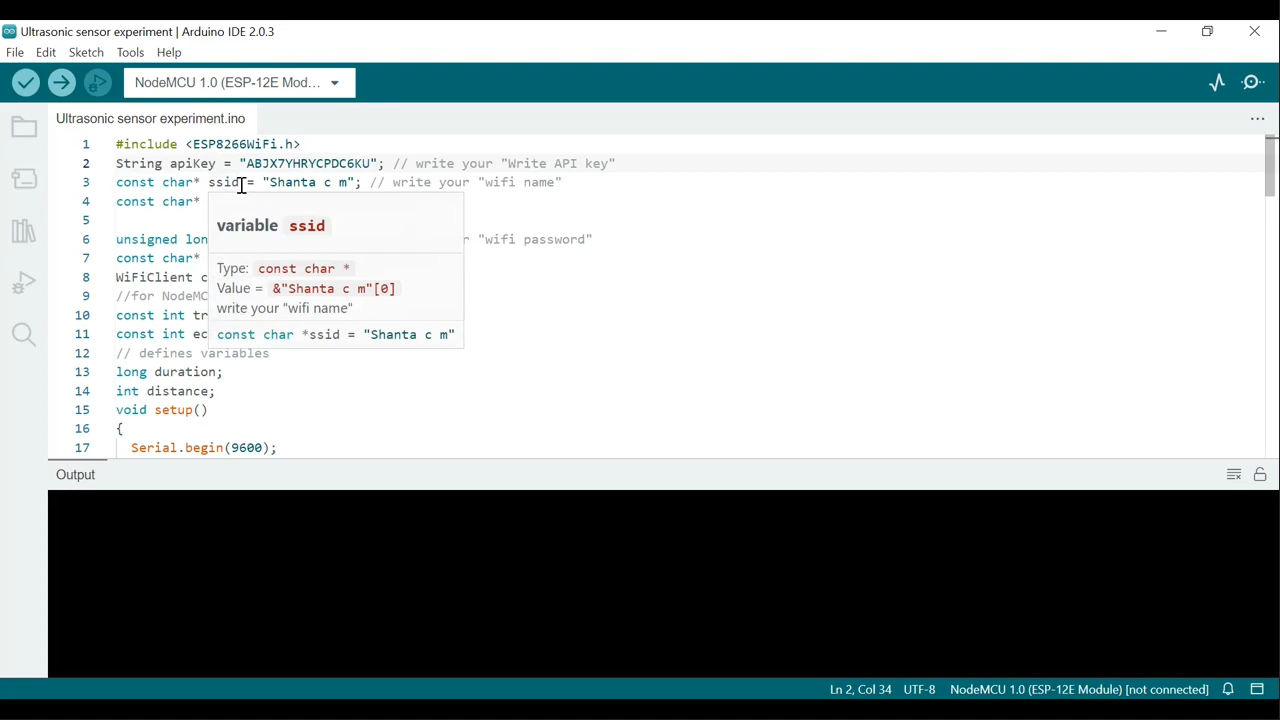 Ultrasonic sensor experiment | Arduino IDE 2.0.3
File Edit Sketch Tools Help
NodeMCU 1.0 (ESP-12E Mod...
Ultrasonic sensor experiment.ino
1 #include <ESP8266WiFi.h>
2 String apiKey = "ABJX7YHRYCPDC6KU"; // write your "Write API key"
3 const char* ssid = "Shanta c m"; // write your "wifi name"
4 const char*
5
6 unsigned lon r "wifi password"
7 const char*
8 WiFiClient c
9 //for NodeMC
10 const int tr
11 const int ec
12 // defines variables
13 long duration;
14 int distance;
15 void setup()
16 {
17 Serial.begin(9600);
variable ssid
Type: const char *
Value = &"Shanta c m"[0]
write your "wifi name"
const char *ssid = "Shanta c m"
Output
Ln 2, Col 34 UTF-8 NodeMCU 1.0 (ESP-12E Module) [not connected]